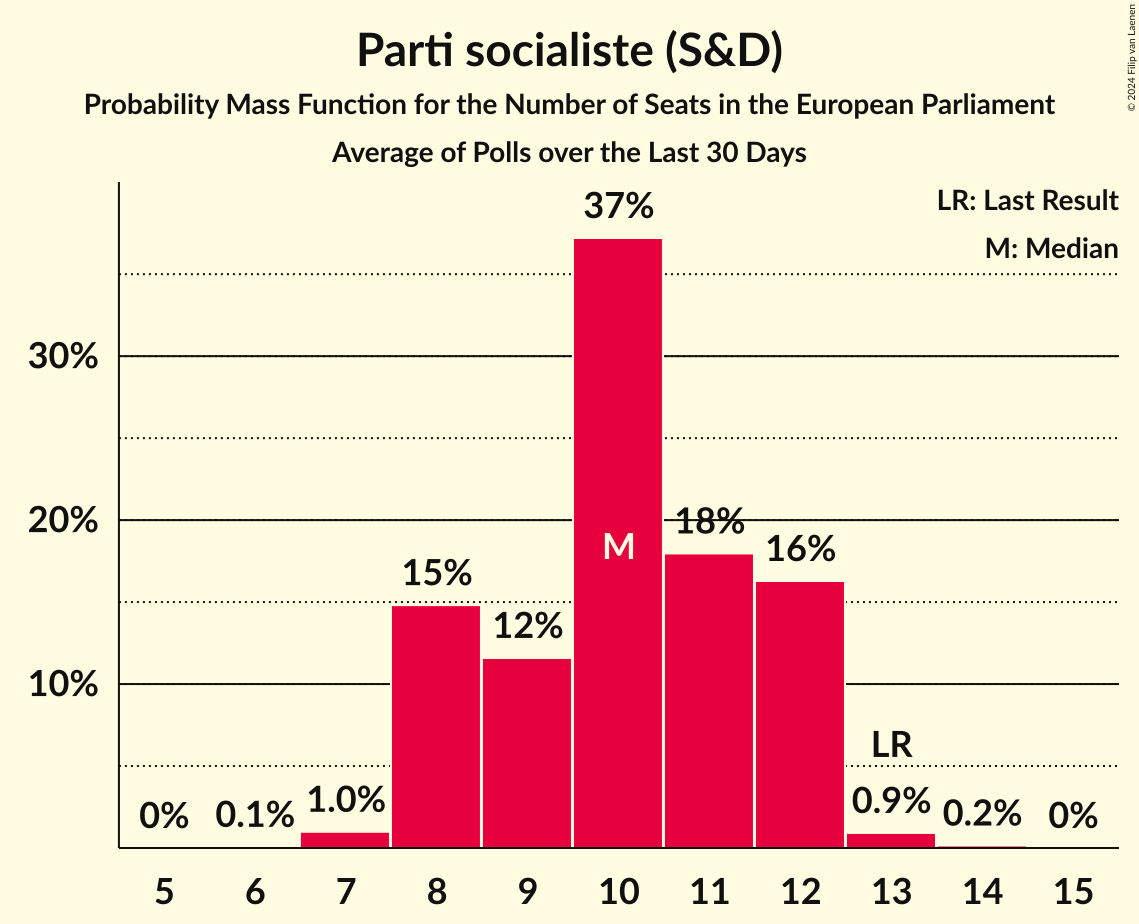 Parti socialiste (S&D)
Probability Mass Function for the Number of Seats in the European Parliament
Average of Polls over the Last 30 Days
© 2024 Filip van Laenen
LR: Last Result
M: Median
37%
30%
20%
10%
M
18%
16%
15%
12%
LR
0%
0.1%
1.0%
0.9%
0.2%
0%
5 6 7 8 9 10 11 12 13 14 15